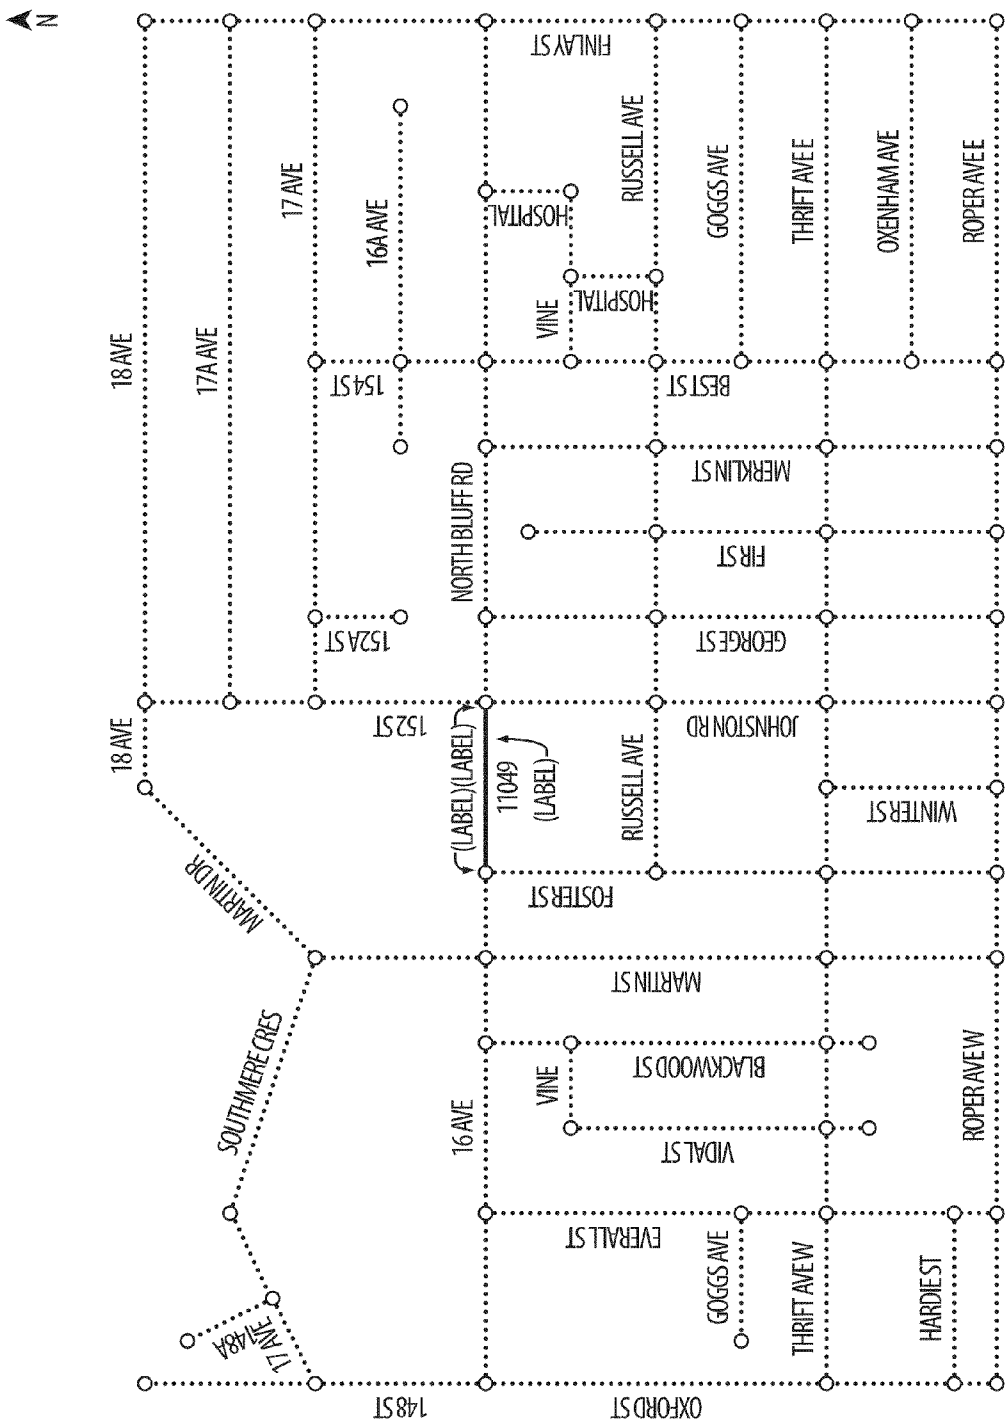 N
FINLAY ST
18 AVE
17A AVE
17 AVE
16A AVE
154 ST
HOSPITAL
VINE
HOSPITAL
RUSSELL AVE
GOGGS AVE
THRIFT AVE E
OXENHAM AVE
ROPER AVE E
BEST ST
NORTH BLUFF RD
MERKLIN ST
FIR ST
152A ST
GEORGE ST
18 AVE
152 ST
(LABEL)
(LABEL)
11049
(LABEL)
RUSSELL AVE
JOHNSTON RD
WINTER ST
MARTIN DR
FOSTER ST
MARTIN ST
SOUTHMERE CRES
16 AVE
VINE
BLACKWOOD ST
VIDAL ST
ROPER AVE W
EVERALL ST
148A
17 AVE
GOGGS AVE
THRIFT AVE W
HARDIE ST
148 ST
OXFORD ST